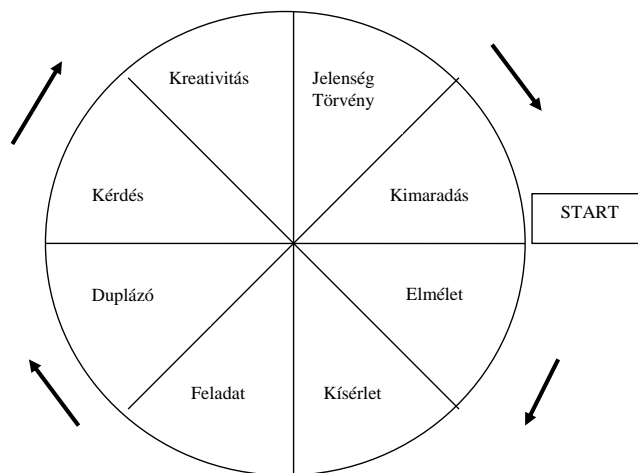 Kreativitás
Jelenség
Törvény
Kérdés
Kimaradás
START
Duplázó
Elmélet
Feladat
Kísérlet